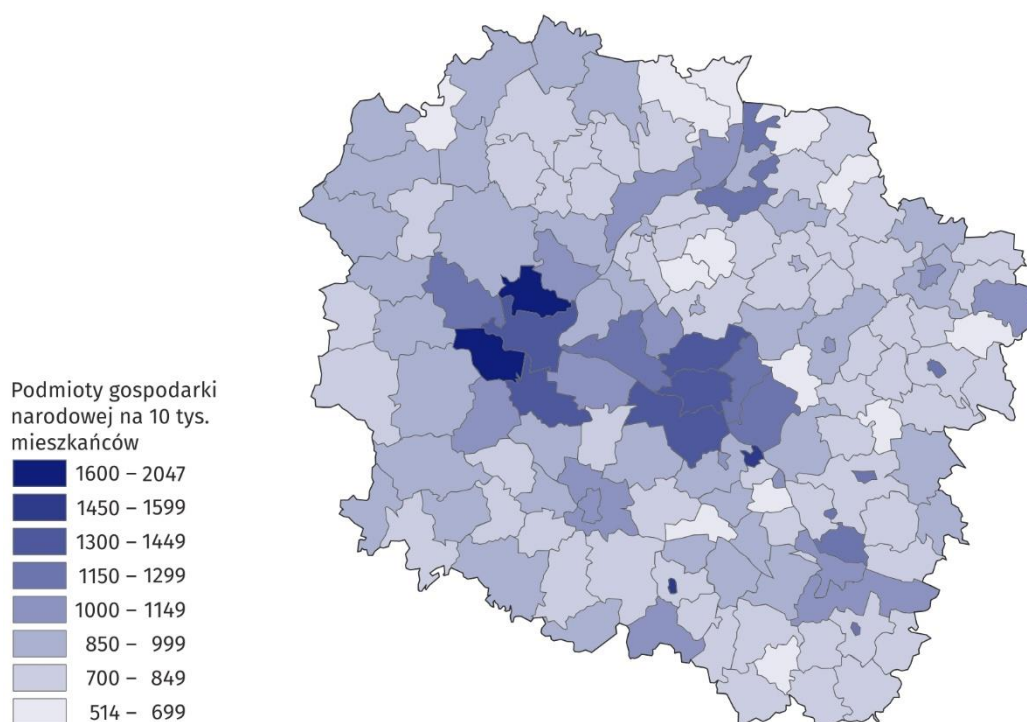 Podmioty gospodarki
narodowej na 10 tys.
mieszkańców
1600 – 2047
1450 – 1599
1300 – 1449
1150 – 1299
1000 – 1149
850 – 999
700 – 849
514 – 699